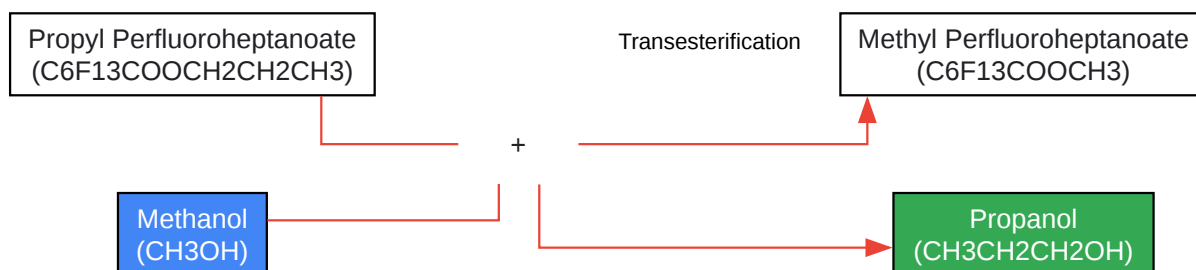 Propyl Perfluoroheptanoate
(C6F13COOCH2CH2CH3)
Transesterification
Methyl Perfluoroheptanoate
(C6F13COOCH3)
+
Methanol
(CH3OH)
Propanol
(CH3CH2CH2OH)